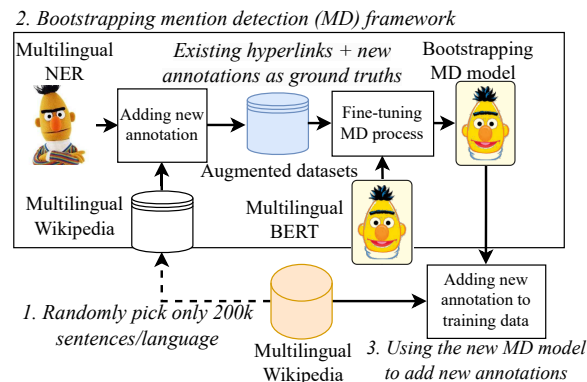 2. Bootstrapping mention detection (MD) framework
Multilingual
NER
Existing hyperlinks + new
annotations as ground truths
Bootstrapping
MD model
Adding new
annotation
Fine-tuning
MD process
Augmented datasets
Multilingual
Wikipedia
Multilingual
BERT
1. Randomly pick only 200k
sentences/language
Multilingual
Wikipedia
Adding new
annotation to
training data
3. Using the new MD model
to add new annotations